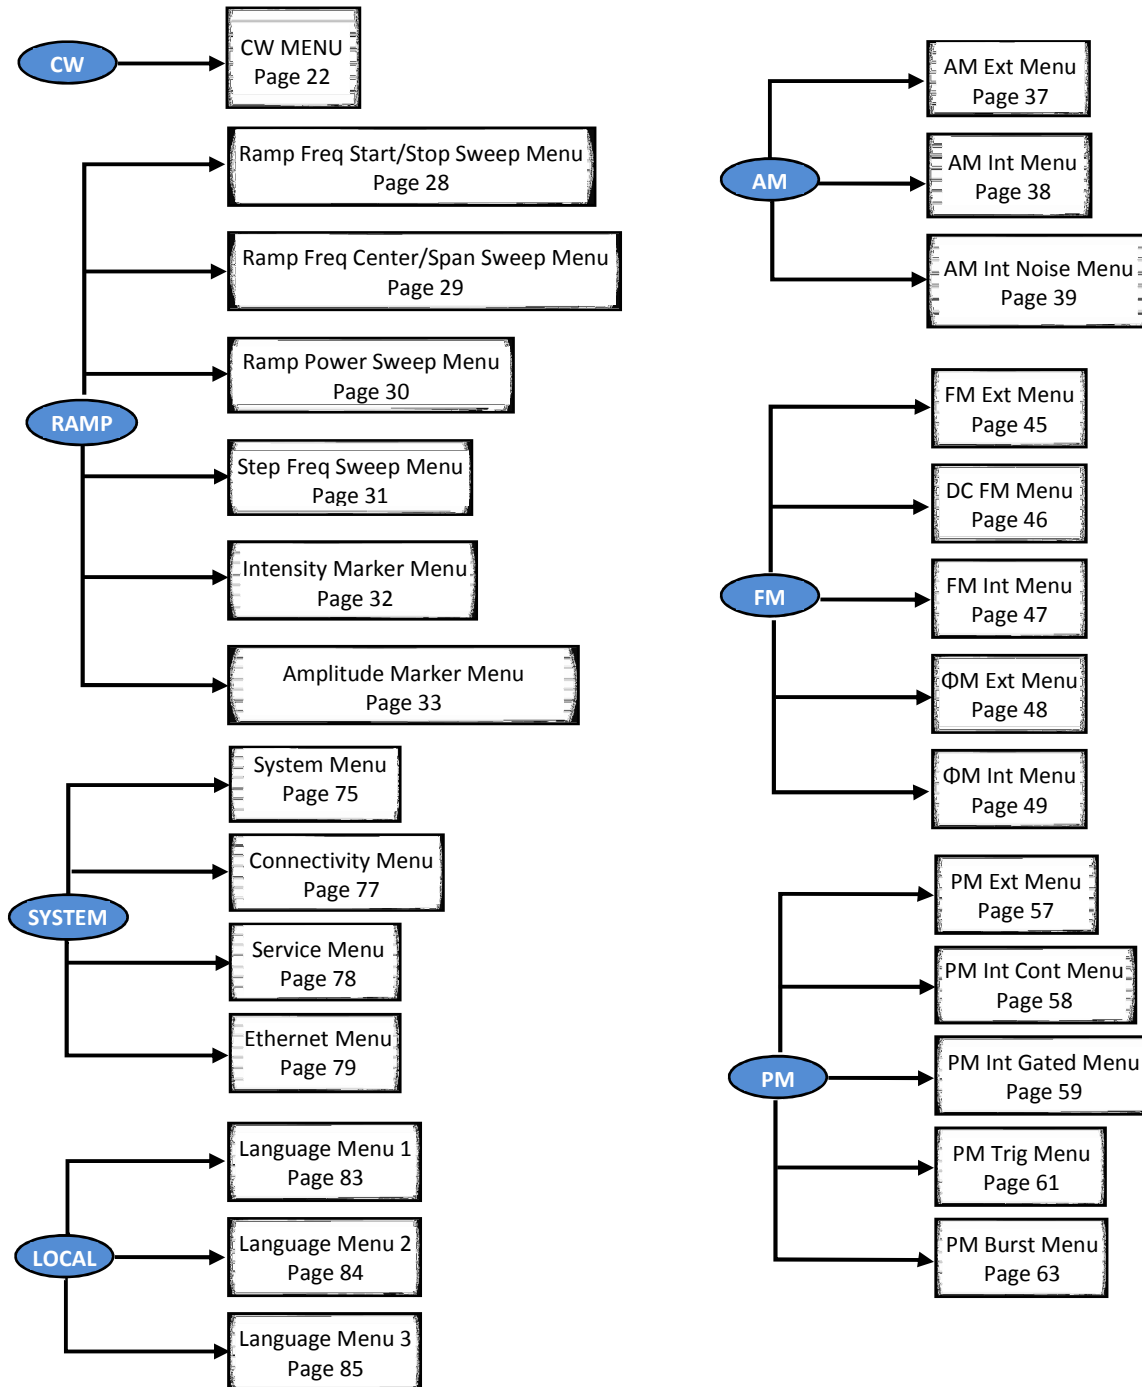 CW
CW MENU
Page 22
RAMP
Ramp Freq Start/Stop Sweep Menu
Page 28
Ramp Freq Center/Span Sweep Menu
Page 29
Ramp Power Sweep Menu
Page 30
Step Freq Sweep Menu
Page 31
Intensity Marker Menu
Page 32
Amplitude Marker Menu
Page 33
SYSTEM
System Menu
Page 75
Connectivity Menu
Page 77
Service Menu
Page 78
Ethernet Menu
Page 79
LOCAL
Language Menu 1
Page 83
Language Menu 2
Page 84
Language Menu 3
Page 85
AM
AM Ext Menu
Page 37
AM Int Menu
Page 38
AM Int Noise Menu
Page 39
FM
FM Ext Menu
Page 45
DC FM Menu
Page 46
FM Int Menu
Page 47
ΦM Ext Menu
Page 48
ΦM Int Menu
Page 49
PM
PM Ext Menu
Page 57
PM Int Cont Menu
Page 58
PM Int Gated Menu
Page 59
PM Trig Menu
Page 61
PM Burst Menu
Page 63